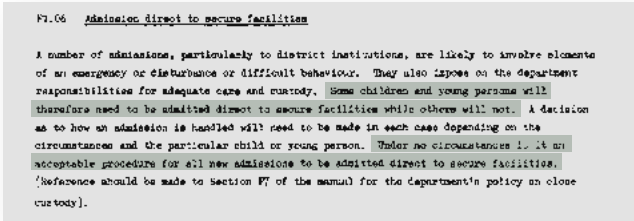 F7.06 Admission direct to secure facilities
A number of admissions, particularly to district institutions, are likely to involve elements
of an emergency or disturbance or difficult behaviour. They also impose on the department
responsibilities for adequate care and custody. Some children and young persons will
therefore need to be admitted direct to secure facilities while others will not. A decision
as to how an admission is handled will need to be made in each case depending on the
circumstances and the particular child or young person. Under no circumstances is it an
acceptable procedure for all new admissions to be admitted direct to secure facilities.
(Reference should be made to Section F7 of the manual for the department's policy on close
custody).